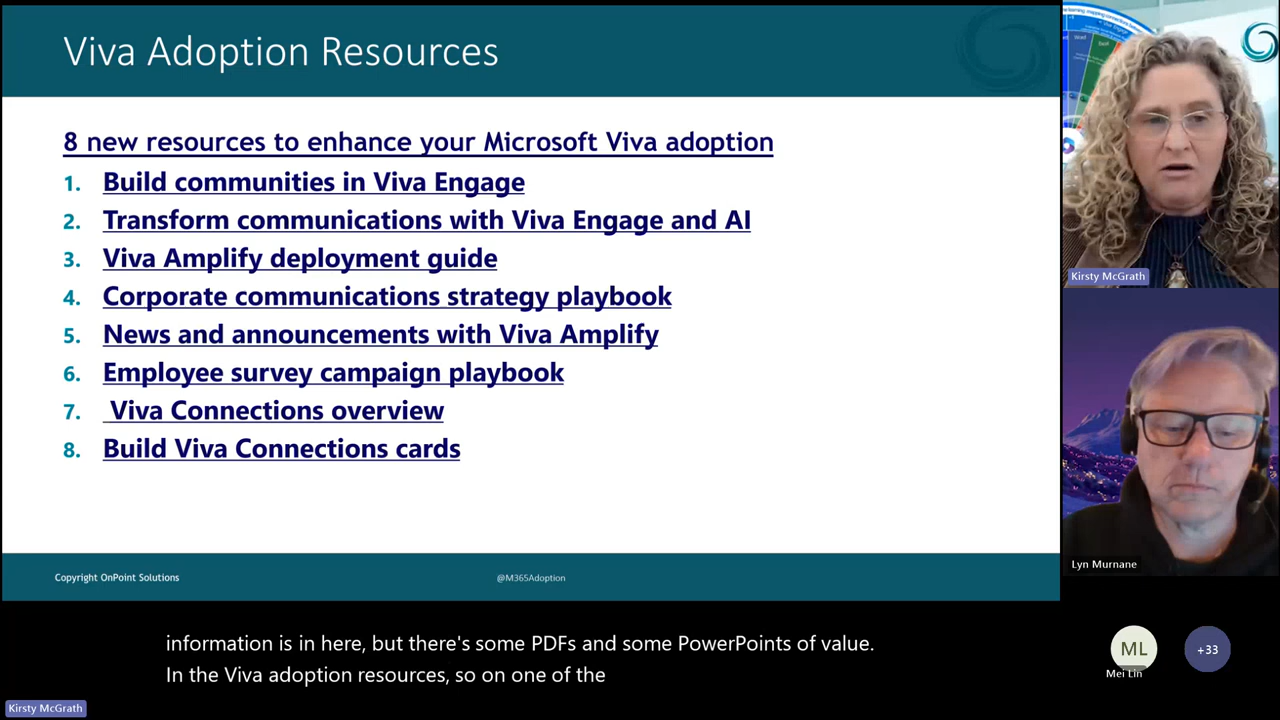 Viva Adoption Resources
8 new resources to enhance your Microsoft Viva adoption
1. Build communities in Viva Engage
2. Transform communications with Viva Engage and AI
3. Viva Amplify deployment guide
4. Corporate communications strategy playbook
5. News and announcements with Viva Amplify
6. Employee survey campaign playbook
7. Viva Connections overview
8. Build Viva Connections cards
Copyright OnPoint Solutions
@M365Adoption
Word
Kirsty McGrath
Lyn Murnane
information is in here, but there's some PDFs and some PowerPoints of value.
In the Viva adoption resources, so on one of the
ML
Mei Lin
+33
Kirsty McGrath